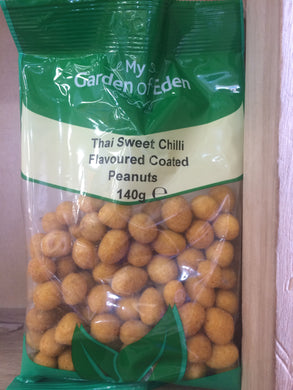 My
Garden of Eden
Thai Sweet Chilli
Flavoured Coated
Peanuts
140g ℮